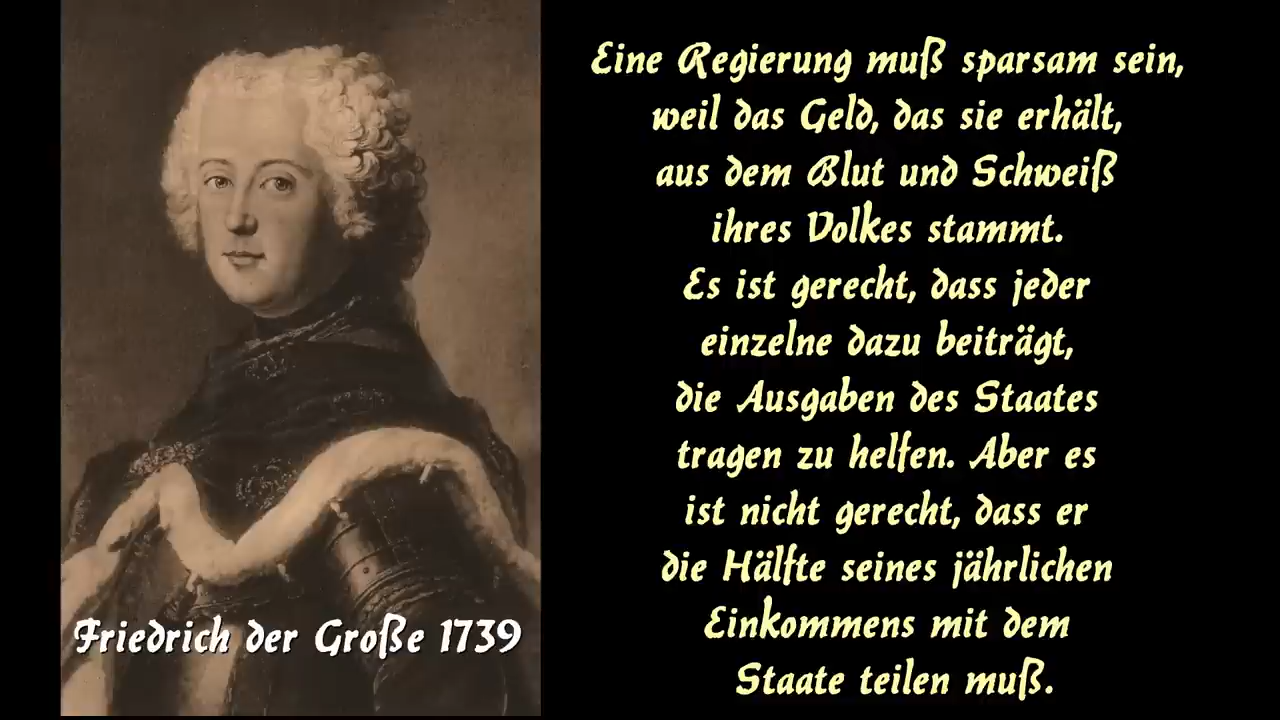 Eine Regierung muß sparsam sein,
weil das Geld, das sie erhält,
aus dem Blut und Schweiß
ihres Volkes stammt.
Es ist gerecht, dass jeder
einzelne dazu beiträgt,
die Ausgaben des Staates
tragen zu helfen. Aber es
ist nicht gerecht, dass er
die Hälfte seines jährlichen
Einkommens mit dem
Staate teilen muß.
Friedrich der Große 1739